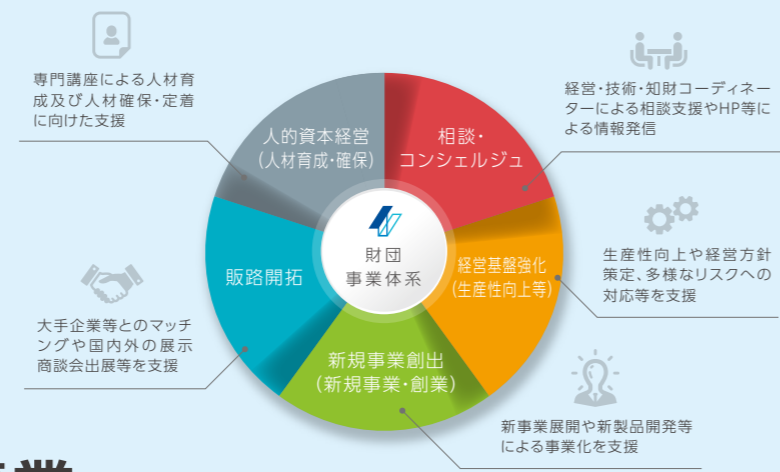 専門講座による人材育
成及び人材確保・定着
に向けた支援
経営・技術・知財コーディネー
ターによる相談支援やHP等に
よる情報発信
人的資本経営
(人材育成・確保)
相談・
コンシェルジュ
財団
事業体系
販路開拓
経営基盤強化
(生産性向上等)
新規事業創出
(新規事業・創業)
生産性向上や経営方針
策定、多様なリスクへの
対応等を支援
大手企業等とのマッチ
ングや国内外の展示
商談会出展等を支援
新事業展開や新製品開発等
による事業化を支援
業